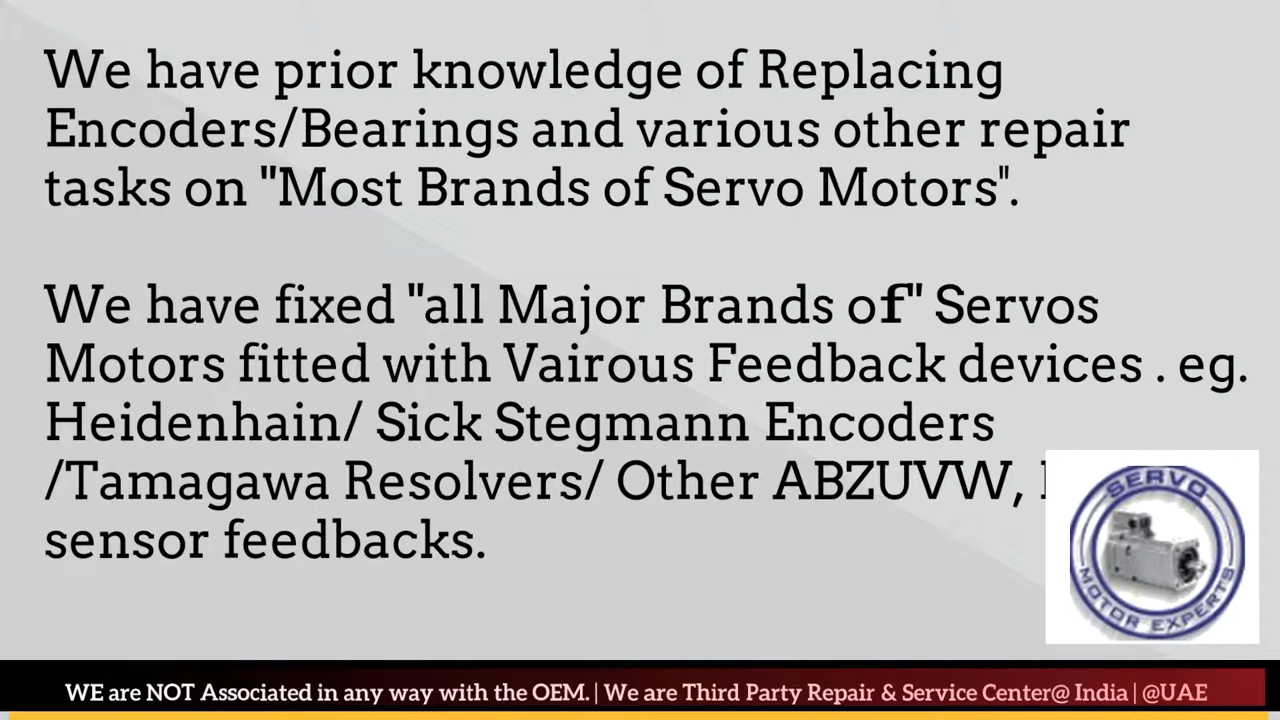 We have prior knowledge of Replacing
Encoders/Bearings and various other repair
tasks on "Most Brands of Servo Motors".
We have fixed "all Major Brands of" Servos
Motors fitted with Vairous Feedback devices . eg.
Heidenhain/ Sick Stegmann Encoders
/Tamagawa Resolvers/ Other ABZUVW,
sensor feedbacks.
SERVO
MOTOR EXPERTS
WE are NOT Associated in any way with the OEM. | We are Third Party Repair & Service Center@ India | @UAE